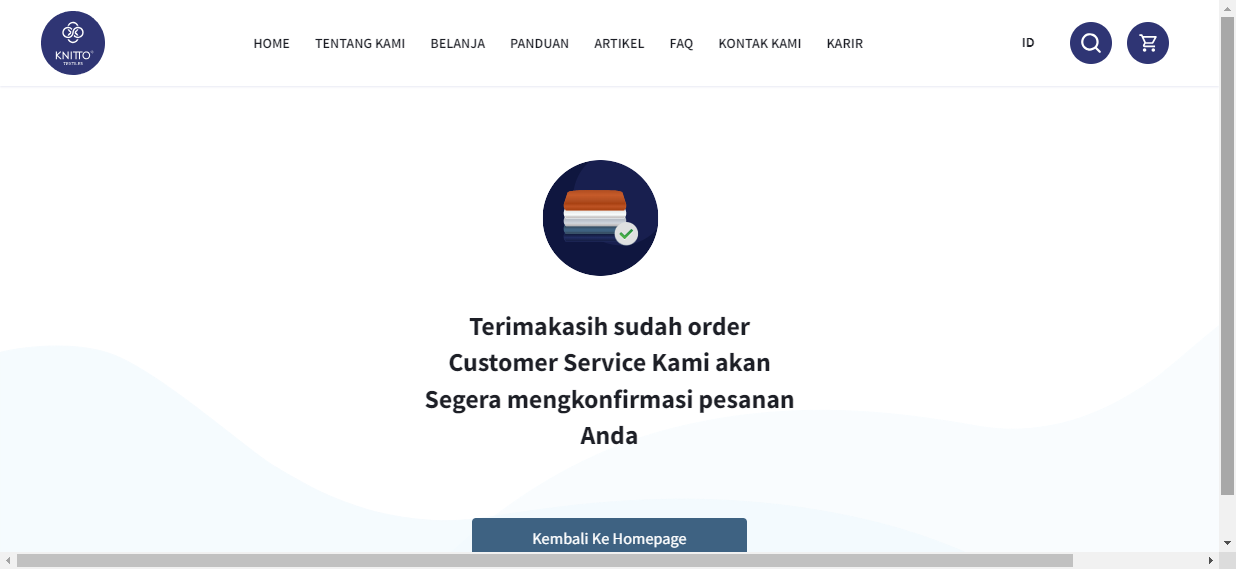 KNITTO
TEXTILES
HOME TENTANG KAMI BELANJA PANDUAN ARTIKEL FAQ KONTAK KAMI KARIR ID
Terimakasih sudah order
Customer Service Kami akan
Segera mengkonfirmasi pesanan
Anda
Kembali Ke Homepage